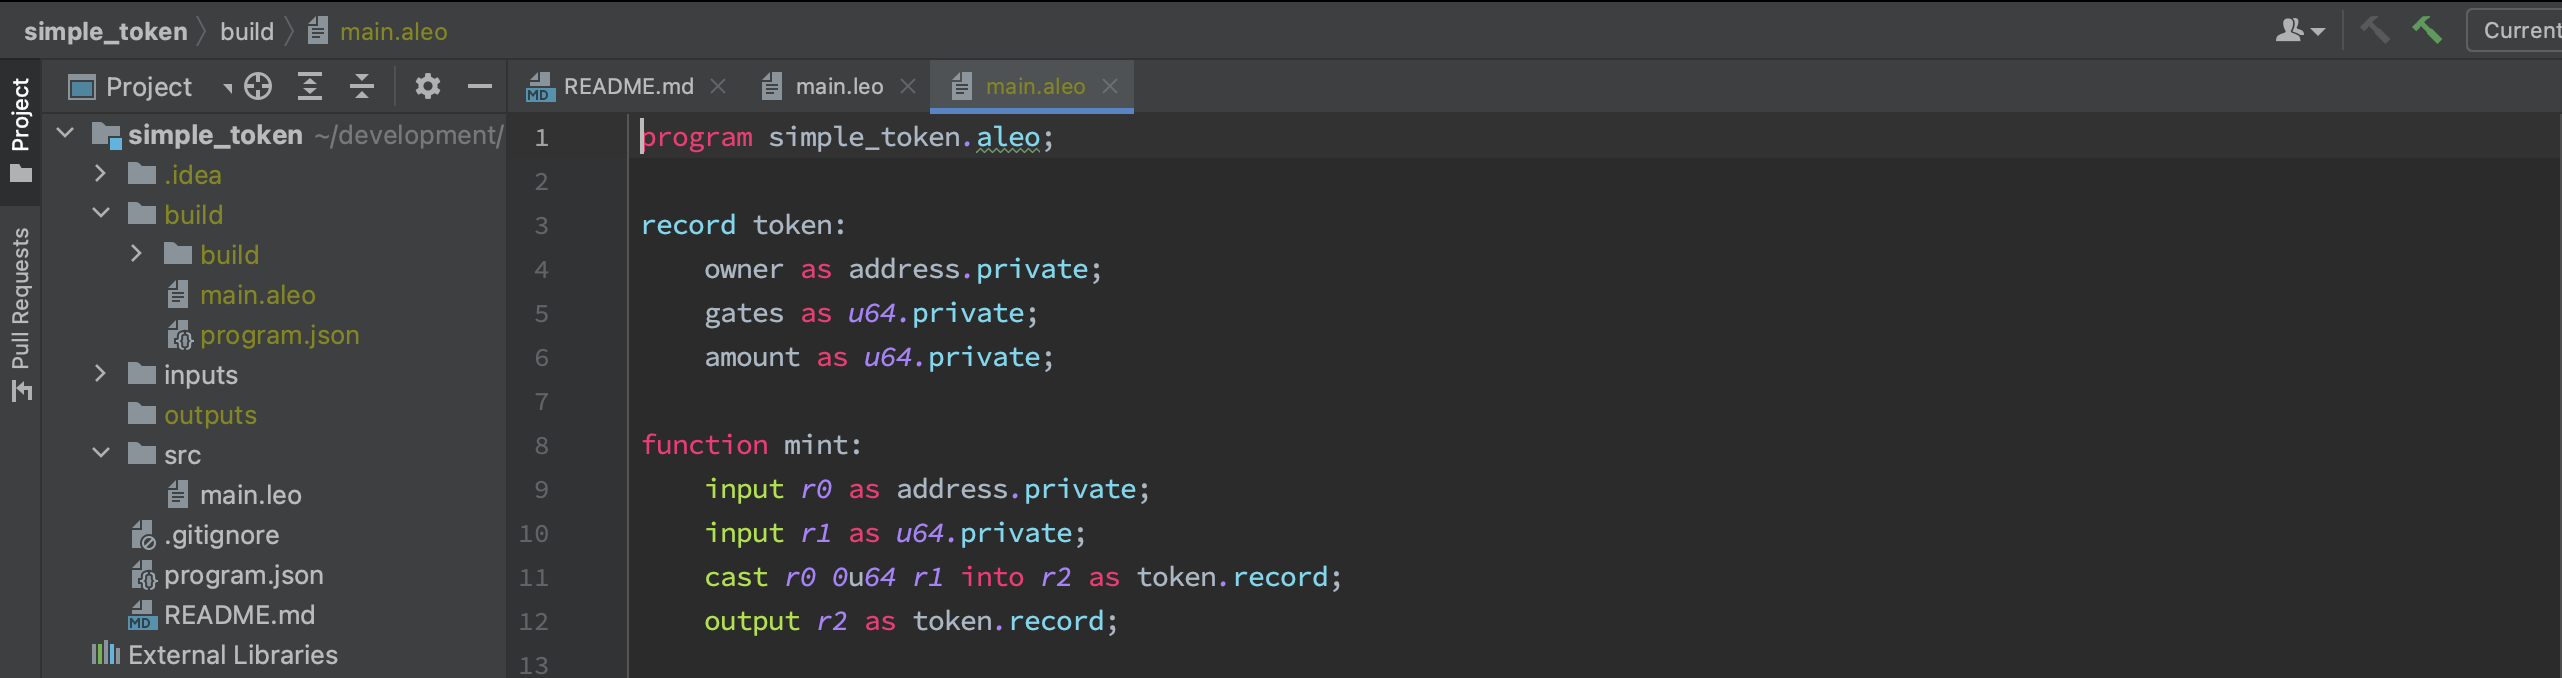 simple_token build main.aleo
Current
Project
README.md
main.leo
main.aleo
Project
Pull Requests
simple_token ~/development/
.idea
build
build
main.aleo
program.json
inputs
outputs
src
main.leo
.gitignore
program.json
README.md
External Libraries
1 program simple_token.aleo;
2
3 record token:
4 owner as address.private;
5 gates as u64.private;
6 amount as u64.private;
7
8 function mint:
9 input r0 as address.private;
10 input r1 as u64.private;
11 cast r0 0u64 r1 into r2 as token.record;
12 output r2 as token.record;
13